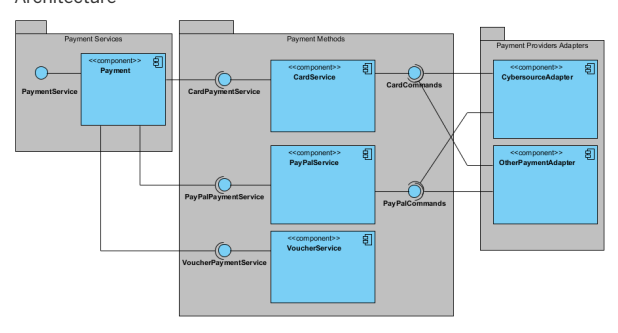 Architecture
Payment Services
<<component>>
Payment
PaymentService
Payment Methods
CardPaymentService
<<component>>
CardService
CardCommands
PayPalPaymentService
<<component>>
PayPalService
PayPalCommands
VoucherPaymentService
<<component>>
VoucherService
Payment Providers Adapters
<<component>>
CybersourceAdapter
<<component>>
OtherPaymentAdapter